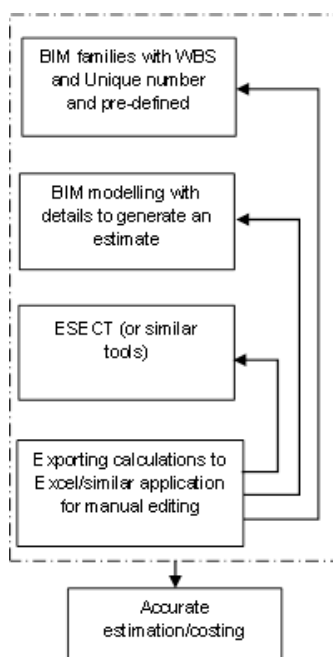 BIM families with WBS
and Unique number
and pre-defined
BIM modelling with
details to generate an
estimate
ESECT (or similar
tools)
Exporting calculations to
Excel/similar application
for manual editing
Accurate
estimation/costing